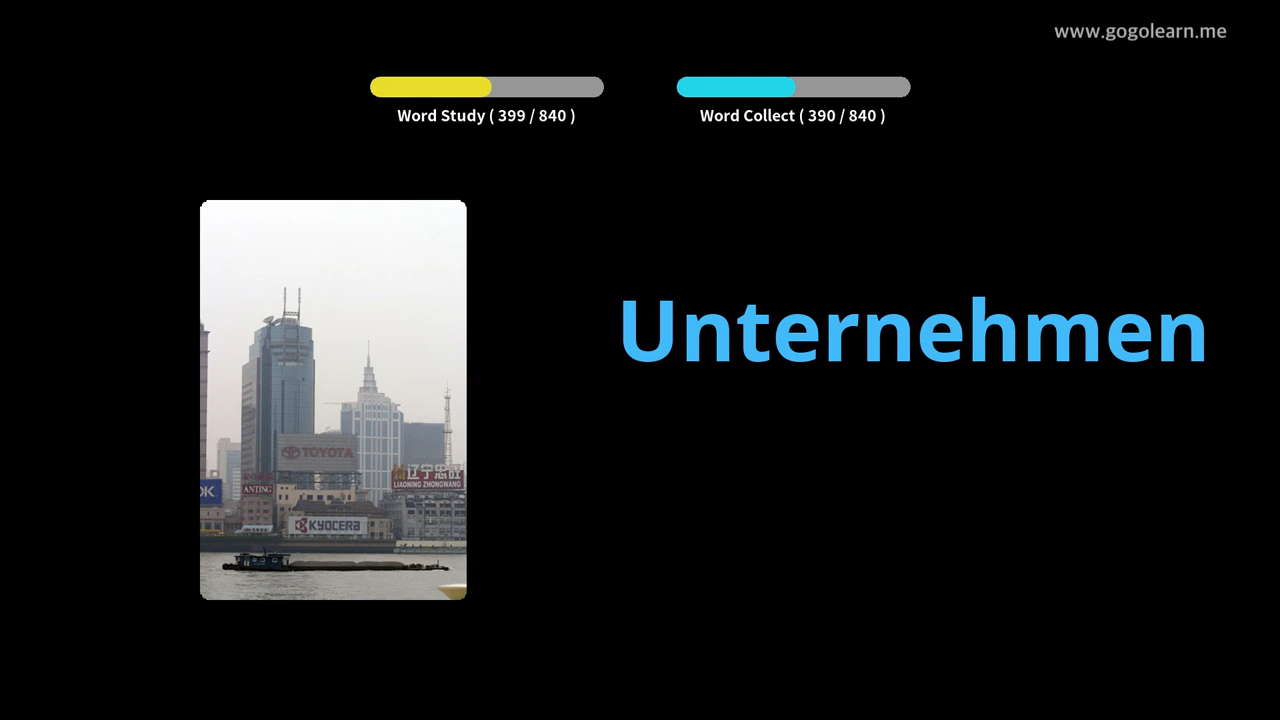 www.gogolearn.me
Word Study ( 399 / 840 )
Word Collect ( 390 / 840 )
Unternehmen
TOYOTA
辽宁忠旺
LIAONING ZHONGWANG
OK
ANTING
KYOCERA